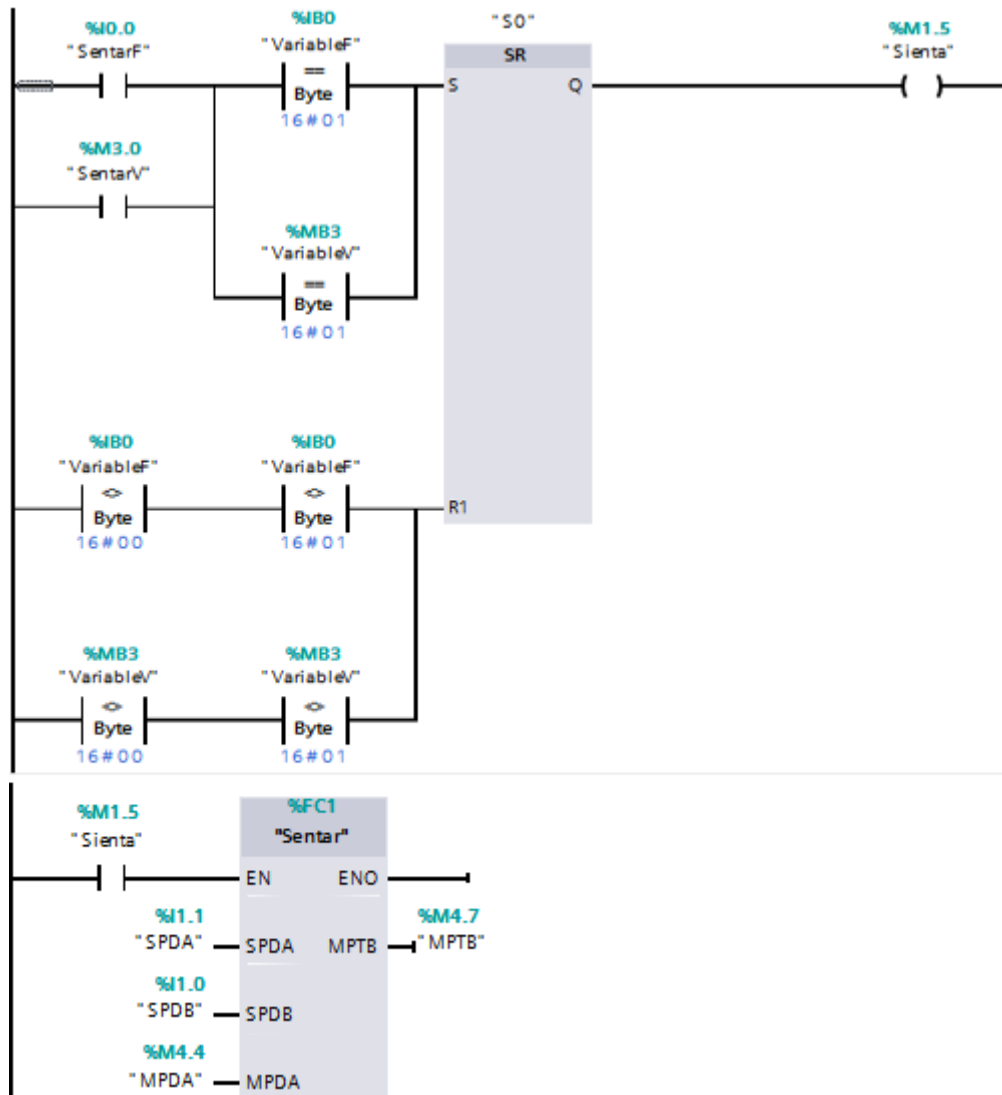 %I0.0 %IB0 "S0" %M1.5
"SentarF" "VariableF" SR "Sienta"
==
Byte S Q
16#01
%M3.0
"SentarV"
%MB3
"VariableV"
==
Byte
16#01
%IB0 %IB0
"VariableF" "VariableF"
<> <>
Byte Byte R1
16#00 16#01
%MB3 %MB3
"VariableV" "VariableV"
<> <>
Byte Byte
16#00 16#01
%M1.5 %FC1
"Sienta" "Sentar"
EN ENO
%I1.1 %M4.7
"SPDA" SPDA MPTB "MPTB"
%I1.0
"SPDB" SPDB
%M4.4
"MPDA" MPDA